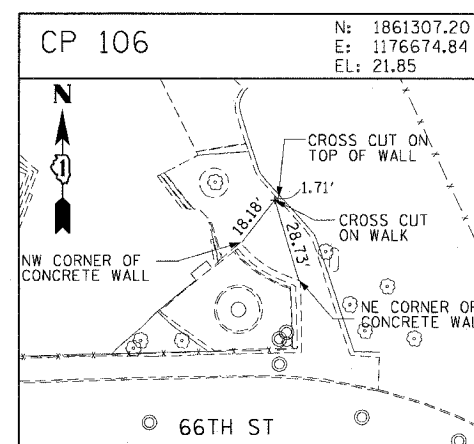 CP 106
N: 1861307.20
E: 1176674.84
EL: 21.85
N
1
CROSS CUT ON
TOP OF WALL
1.71'
CROSS CUT
ON WALK
18.18'
28.73'
NW CORNER OF
CONCRETE WALL
NE CORNER OF
CONCRETE WAL
66TH ST